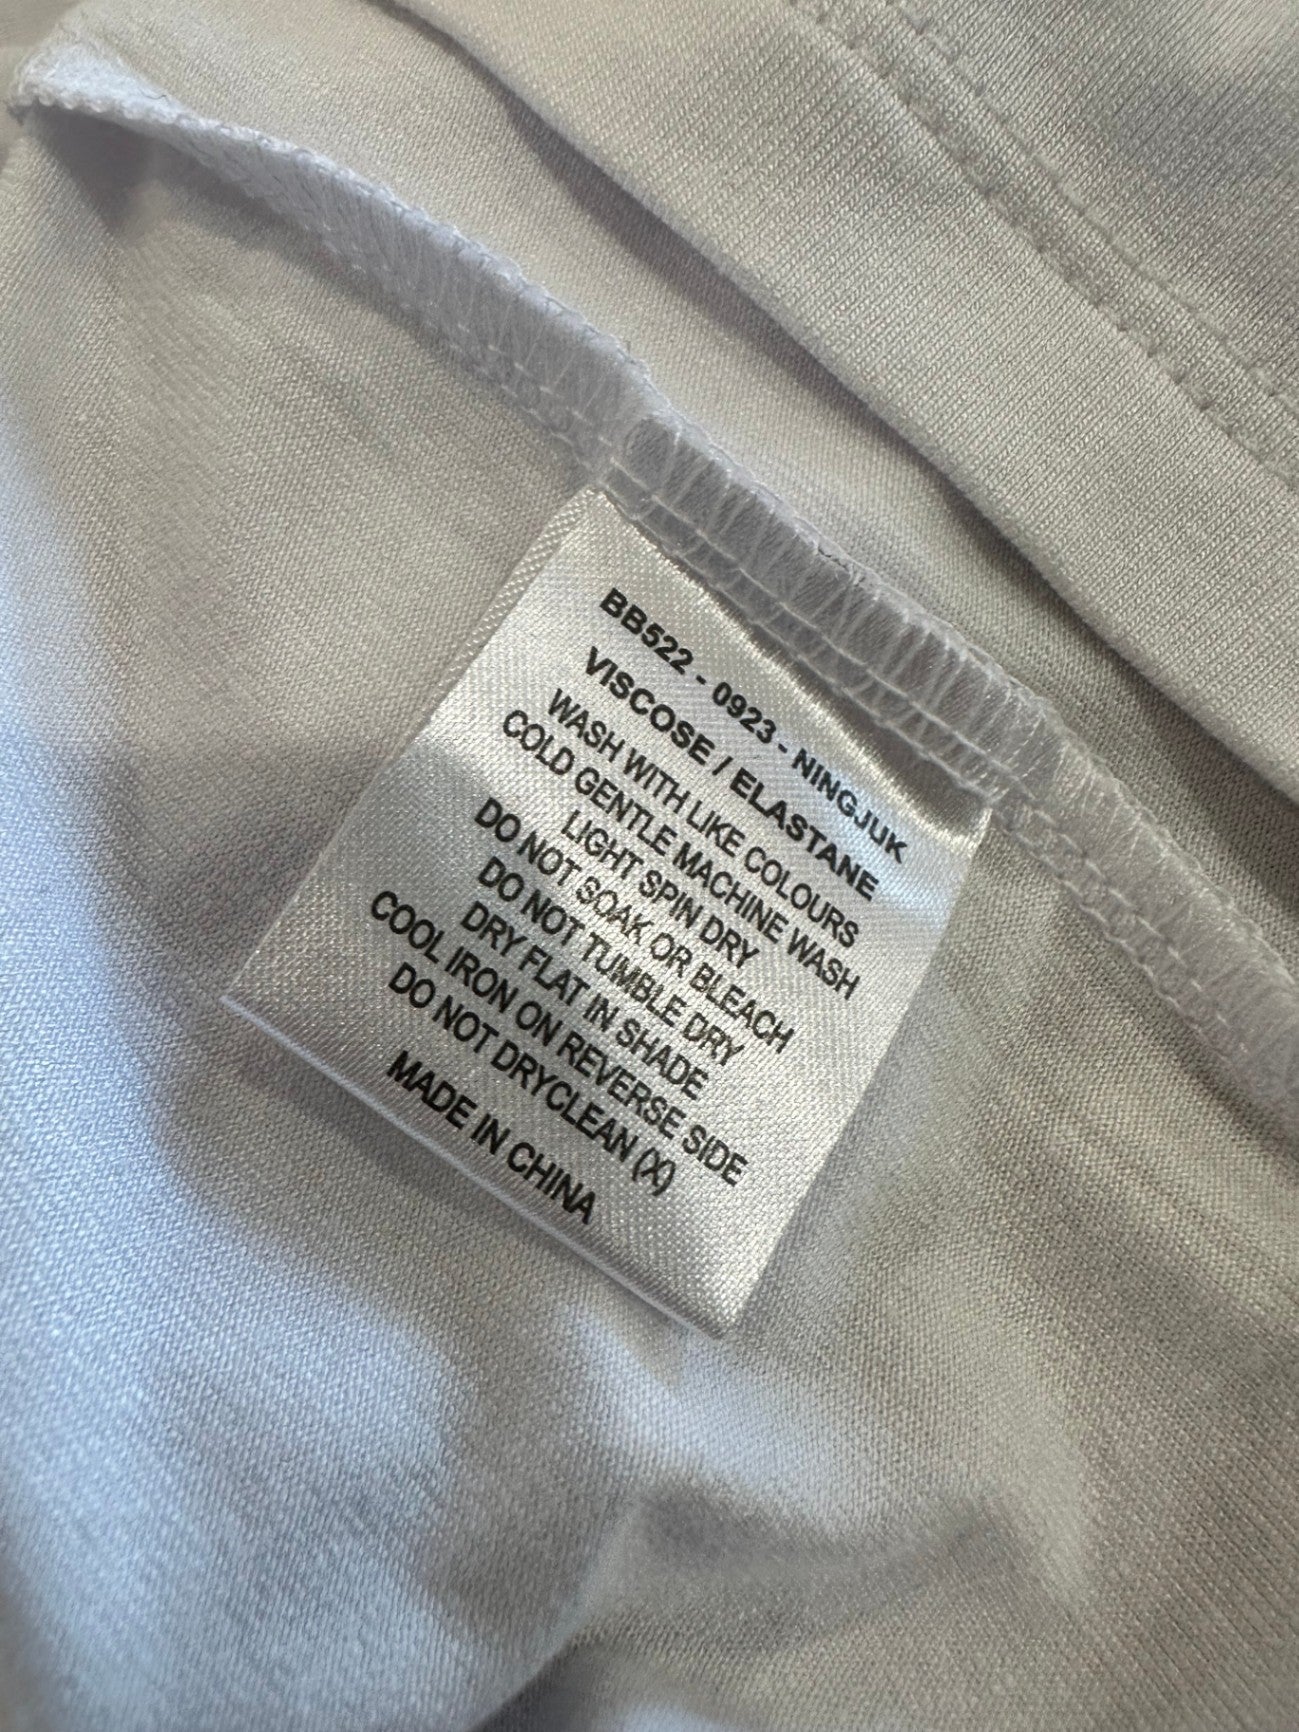 BB522 - 0923 - NINGJUK
VISCOSE / ELASTANE
WASH WITH LIKE COLOURS
COLD GENTLE MACHINE WASH
LIGHT SPIN DRY
DO NOT SOAK OR BLEACH
DO NOT TUMBLE DRY
DRY FLAT IN SHADE
COOL IRON ON REVERSE SIDE
DO NOT DRYCLEAN (X)
MADE IN CHINA